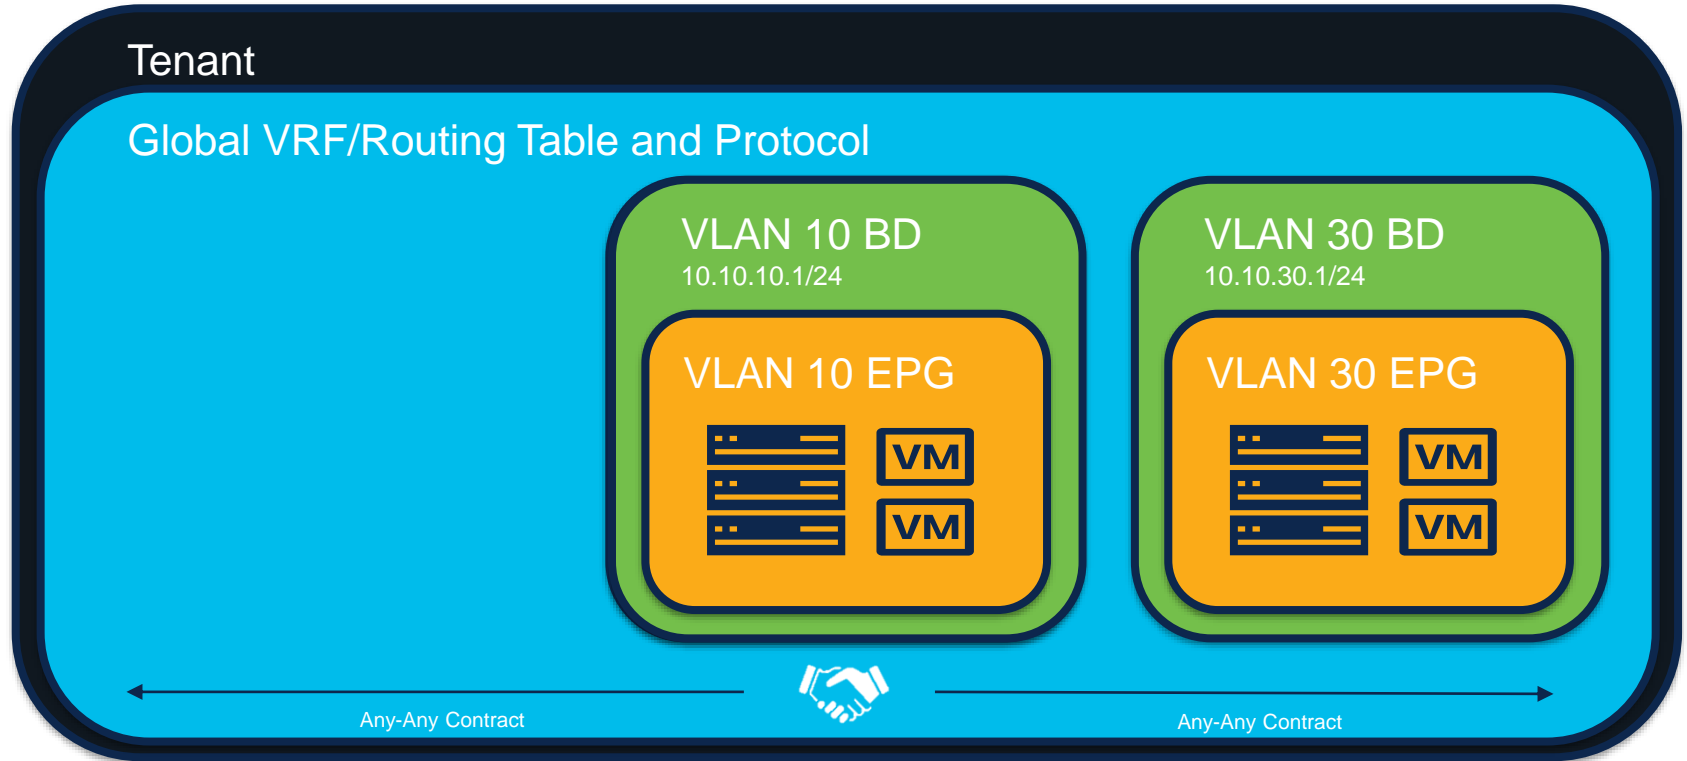 Tenant
Global VRF/Routing Table and Protocol
VLAN 10 BD
10.10.10.1/24
VLAN 10 EPG
VM
VM
VLAN 30 BD
10.10.30.1/24
VLAN 30 EPG
VM
VM
Any-Any Contract
Any-Any Contract